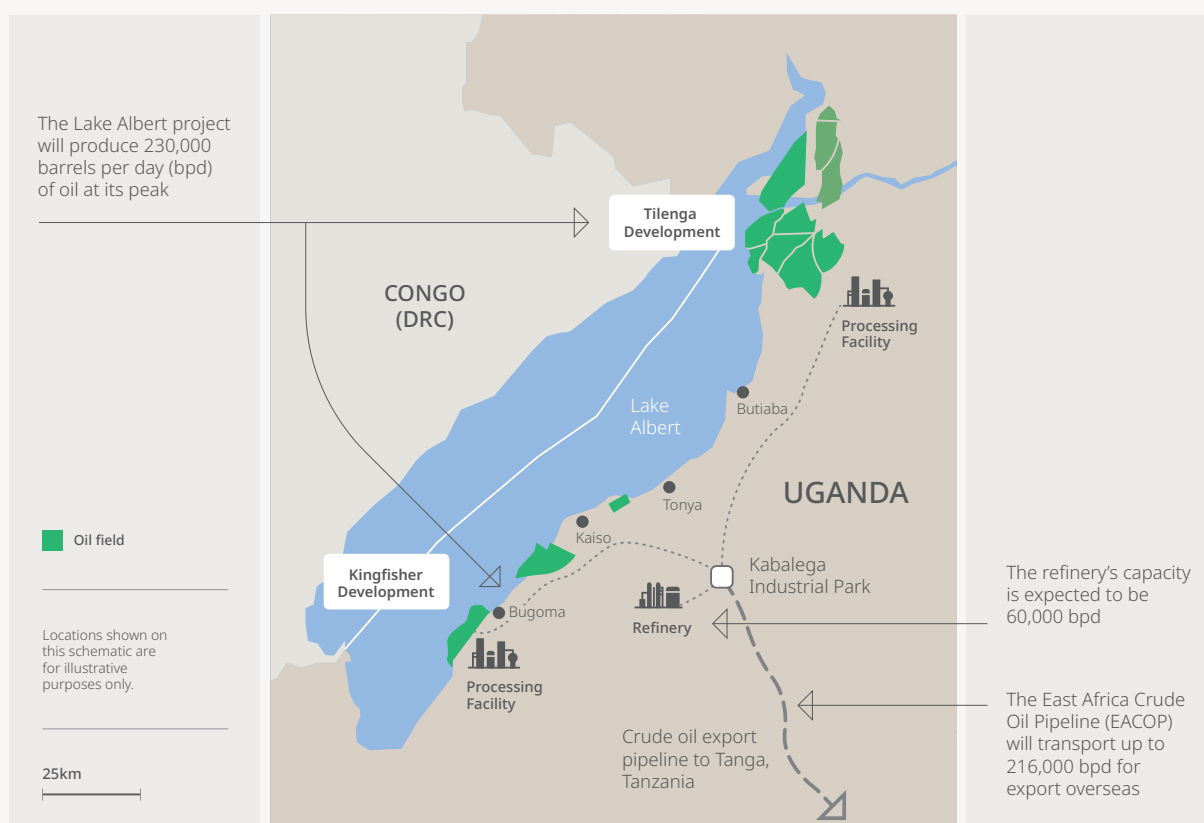 The Lake Albert project
will produce 230,000
barrels per day (bpd)
of oil at its peak
Tilenga
Development
CONGO
(DRC)
Processing
Facility
Lake
Albert
Butiaba
UGANDA
Tonya
Kaiso
Oil field
Kingfisher
Development
Kabalega
Industrial Park
Bugoma
Refinery
The refinery’s capacity
is expected to be
60,000 bpd
Locations shown on
this schematic are
for illustrative
purposes only.
Processing
Facility
The East Africa Crude
Oil Pipeline (EACOP)
will transport up to
216,000 bpd for
export overseas
Crude oil export
pipeline to Tanga,
Tanzania
25km